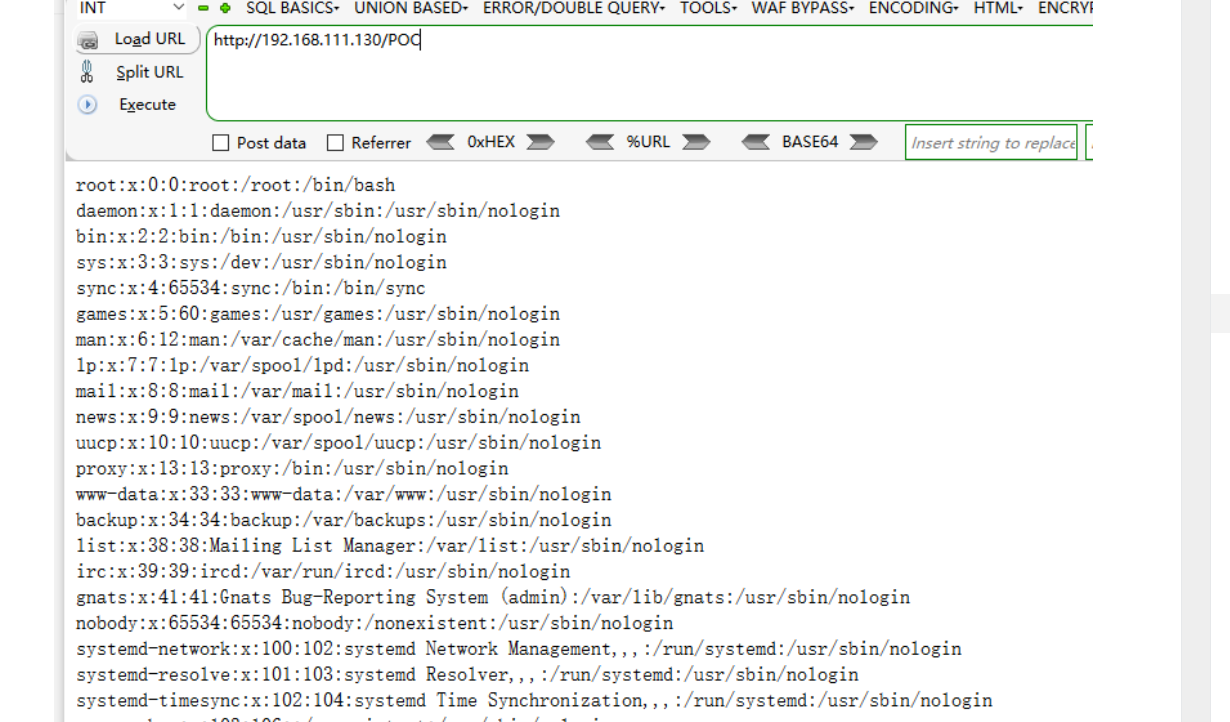 INT SQL BASICS▾ UNION BASED▾ ERROR/DOUBLE QUERY▾ TOOLS▾ WAF BYPASS▾ ENCODING▾ HTML▾
Load URL http://192.168.111.130/POC
Split URL
Execute
Post data Referrer 0xHEX %URL BASE64 Insert string to replace
root:x:0:0:root:/root:/bin/bash
daemon:x:1:1:daemon:/usr/sbin:/usr/sbin/nologin
bin:x:2:2:bin:/bin:/usr/sbin/nologin
sys:x:3:3:sys:/dev:/usr/sbin/nologin
sync:x:4:65534:sync:/bin:/bin/sync
games:x:5:60:games:/usr/games:/usr/sbin/nologin
man:x:6:12:man:/var/cache/man:/usr/sbin/nologin
lp:x:7:7:lp:/var/spool/lpd:/usr/sbin/nologin
mail:x:8:8:mail:/var/mail:/usr/sbin/nologin
news:x:9:9:news:/var/spool/news:/usr/sbin/nologin
uucp:x:10:10:uucp:/var/spool/uucp:/usr/sbin/nologin
proxy:x:13:13:proxy:/bin:/usr/sbin/nologin
www-data:x:33:33:www-data:/var/www:/usr/sbin/nologin
backup:x:34:34:backup:/var/backups:/usr/sbin/nologin
list:x:38:38:Mailing List Manager:/var/list:/usr/sbin/nologin
irc:x:39:39:ircd:/var/run/ircd:/usr/sbin/nologin
gnats:x:41:41:Gnats Bug-Reporting System (admin):/var/lib/gnats:/usr/sbin/nologin
nobody:x:65534:65534:nobody:/nonexistent:/usr/sbin/nologin
systemd-network:x:100:102:systemd Network Management,,,:/run/systemd:/usr/sbin/nologin
systemd-resolve:x:101:103:systemd Resolver,,,:/run/systemd:/usr/sbin/nologin
systemd-timesync:x:102:104:systemd Time Synchronization,,,:/run/systemd:/usr/sbin/nologin